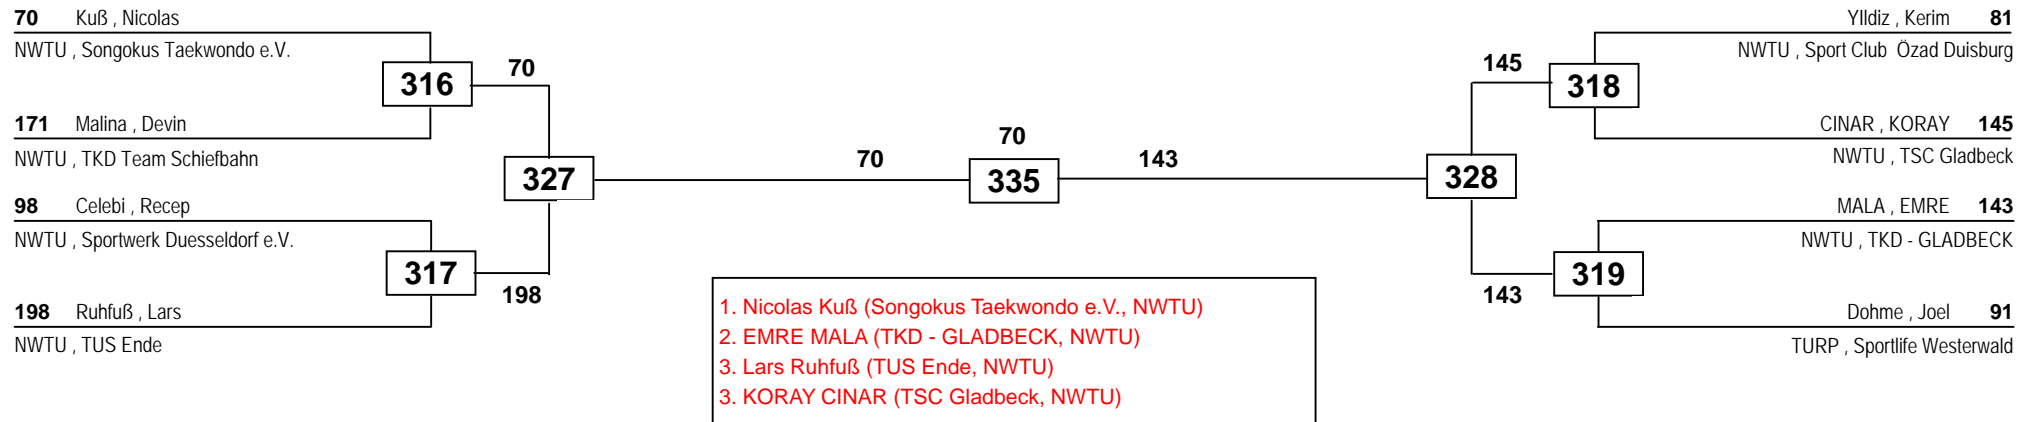 70 Kuß , Nicolas
NWTU , Songokus Taekwondo e.V.
316
70
171 Malina , Devin
NWTU , TKD Team Schiefbahn
327
98 Celebi , Recep
NWTU , Sportwerk Duesseldorf e.V.
317
198
198 Ruhfuß , Lars
NWTU , TUS Ende
70
70
335
143
YIldiz , Kerim 81
NWTU , Sport Club Özad Duisburg
145
318
CINAR , KORAY 145
NWTU , TSC Gladbeck
328
MALA , EMRE 143
NWTU , TKD - GLADBECK
319
143
Dohme , Joel 91
TURP , Sportlife Westerwald
1. Nicolas Kuß (Songokus Taekwondo e.V., NWTU)
2. EMRE MALA (TKD - GLADBECK, NWTU)
3. Lars Ruhfuß (TUS Ende, NWTU)
3. KORAY CINAR (TSC Gladbeck, NWTU)